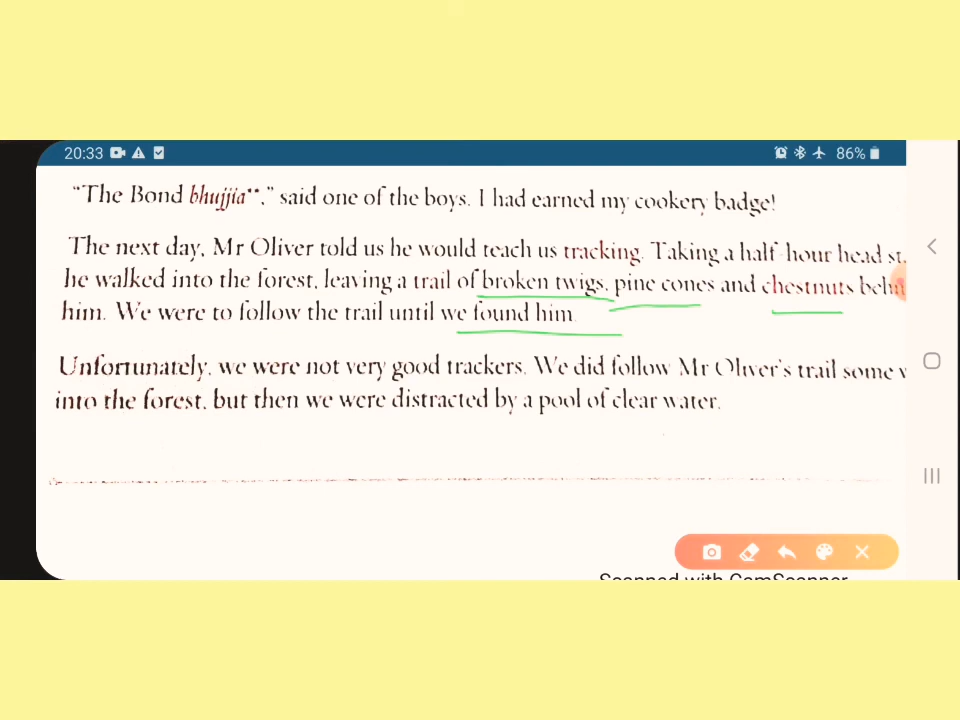 20:33
86%
"The Bond bhujjia**," said one of the boys. I had earned my cookery badge!
The next day, Mr Oliver told us he would teach us tracking. Taking a half-hour head
he walked into the forest, leaving a trail of broken twigs, pine cones and chestnuts
him. We were to follow the trail until we found him.
Unfortunately, we were not very good trackers. We did follow Mr Oliver's trail some
into the forest, but then we were distracted by a pool of clear water.
Scanned with CamScanner